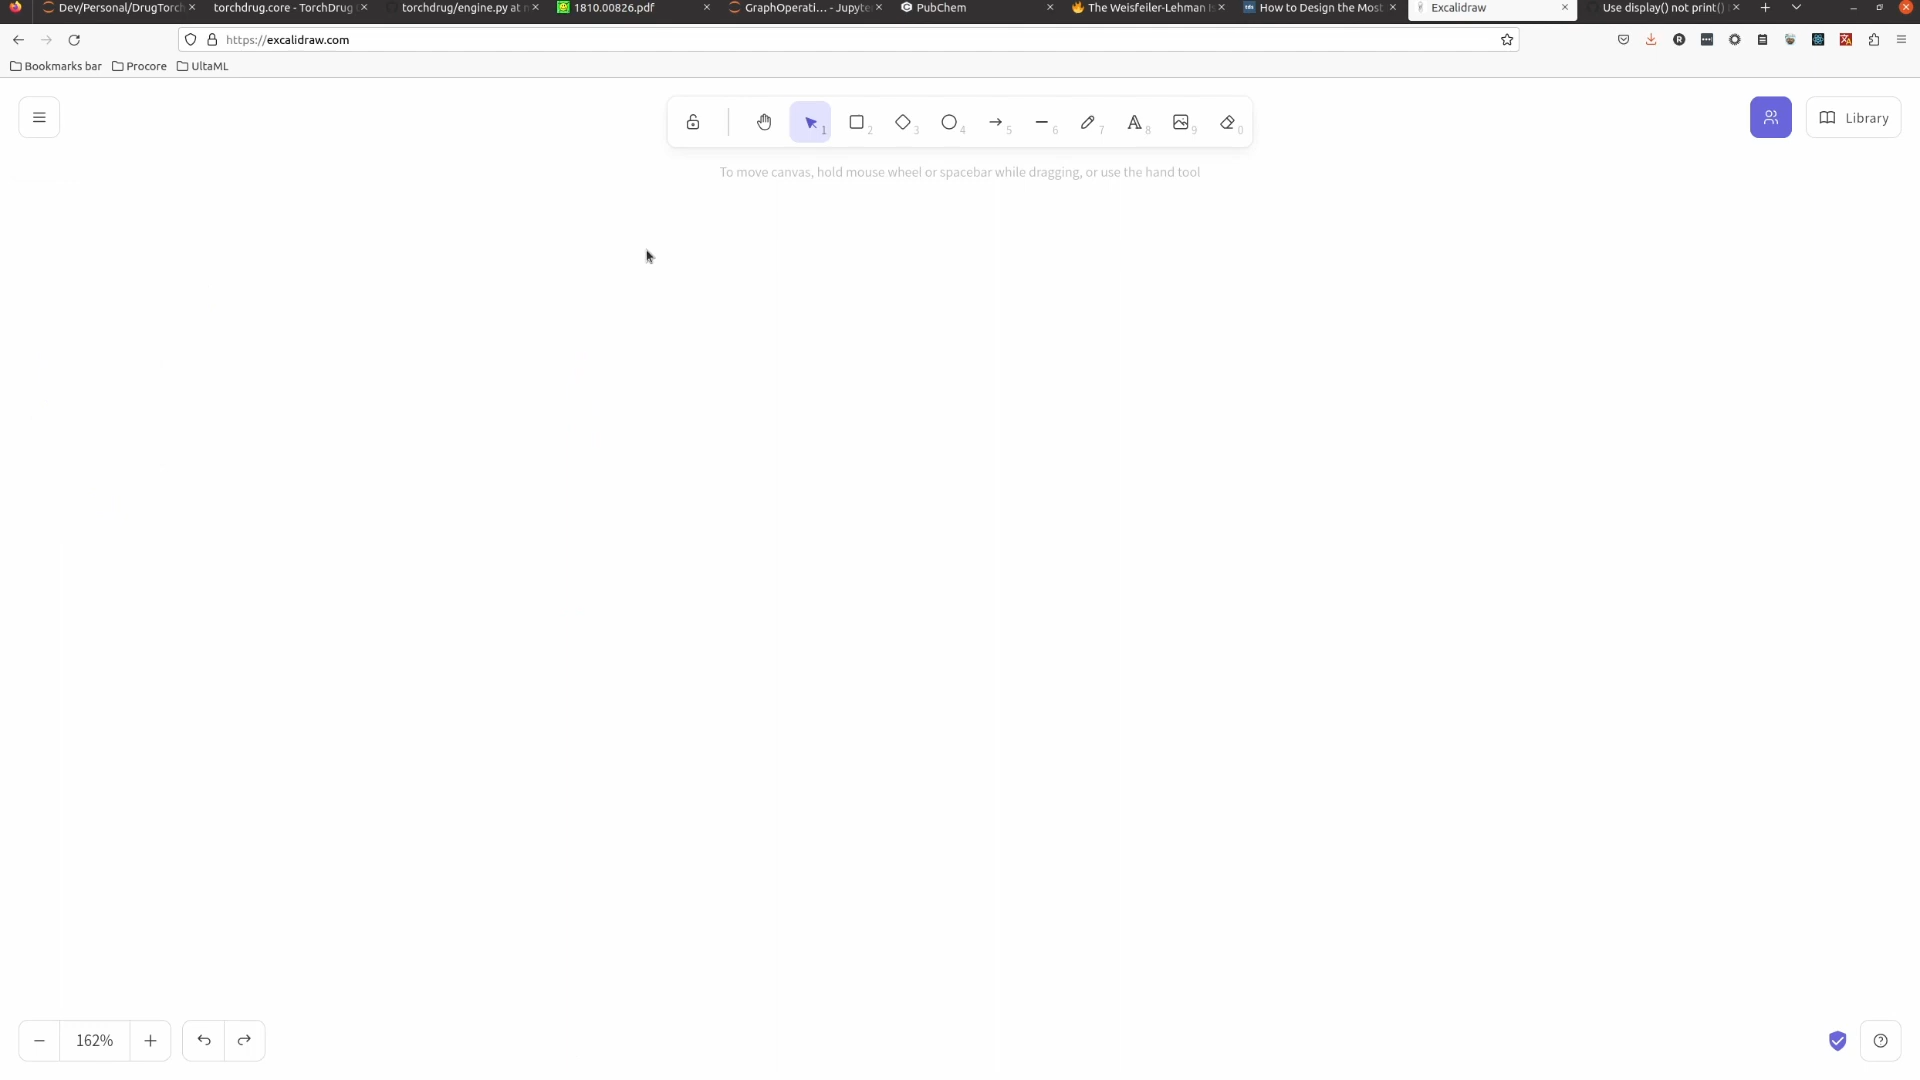 Dev/Personal/DrugTorch
torchdrug.core - TorchDrug
torchdrug/engine.py at
1810.00826.pdf
GraphOperati... - Jupyte
PubChem
The Weisfeiler-Lehman
How to Design the Most
Excalidraw
Use display() not print()
https://excalidraw.com
Bookmarks bar
Procore
UltaML
1
2
3
4
5
6
7
8
9
0
Library
To move canvas, hold mouse wheel or spacebar while dragging, or use the hand tool
162%